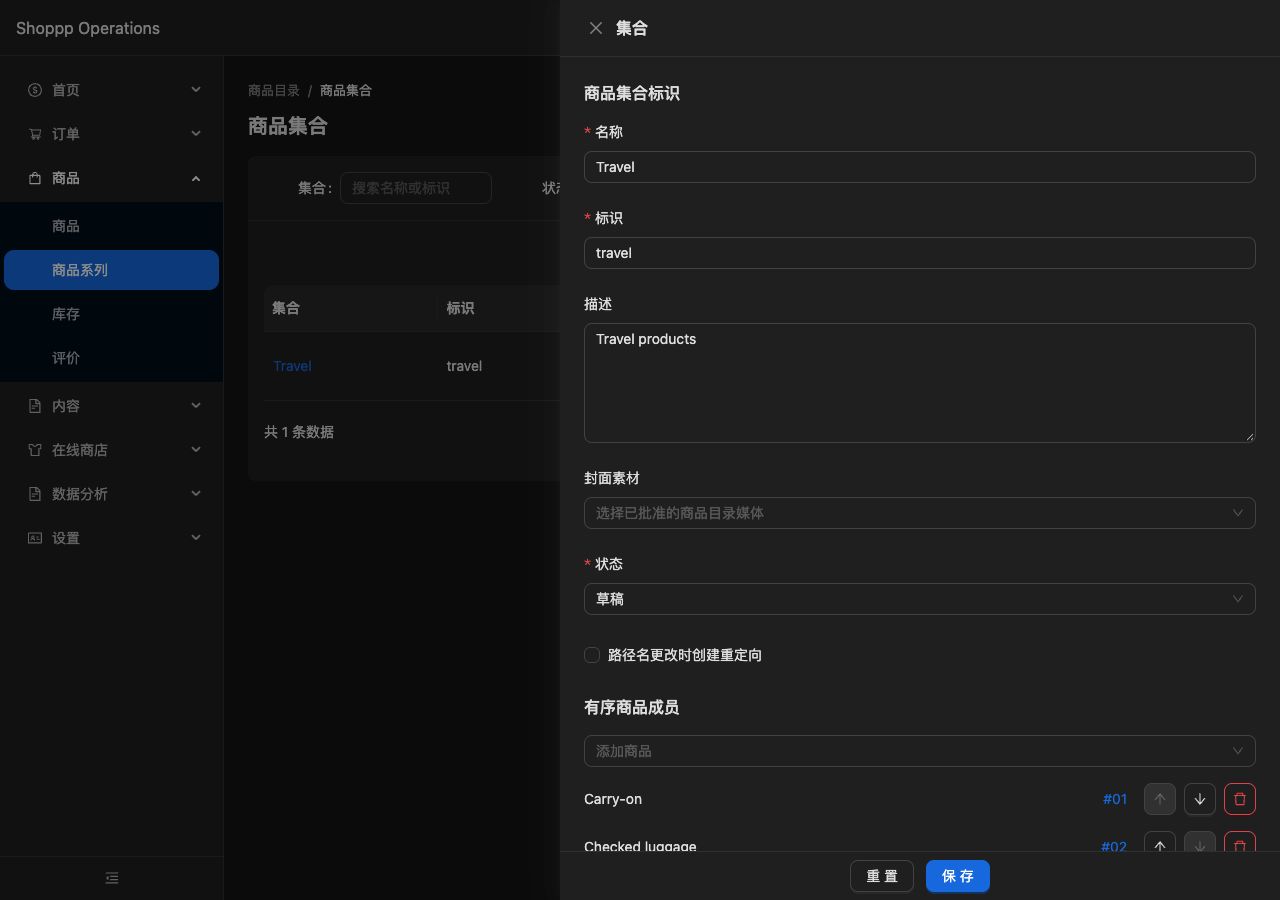 Shoppp Operations
首页
订单
商品
商品
商品系列
库存
评价
内容
在线商店
数据分析
设置
商品目录 / 商品集合
商品集合
集合: 搜索名称或标识
集合 标识
Travel travel
共 1 条数据
集合
商品集合标识
* 名称
Travel
* 标识
travel
描述
Travel products
封面素材
选择已批准的商品目录媒体
* 状态
草稿
路径名更改时创建重定向
有序商品成员
添加商品
Carry-on #01
Checked luggage #02
重 置 保 存